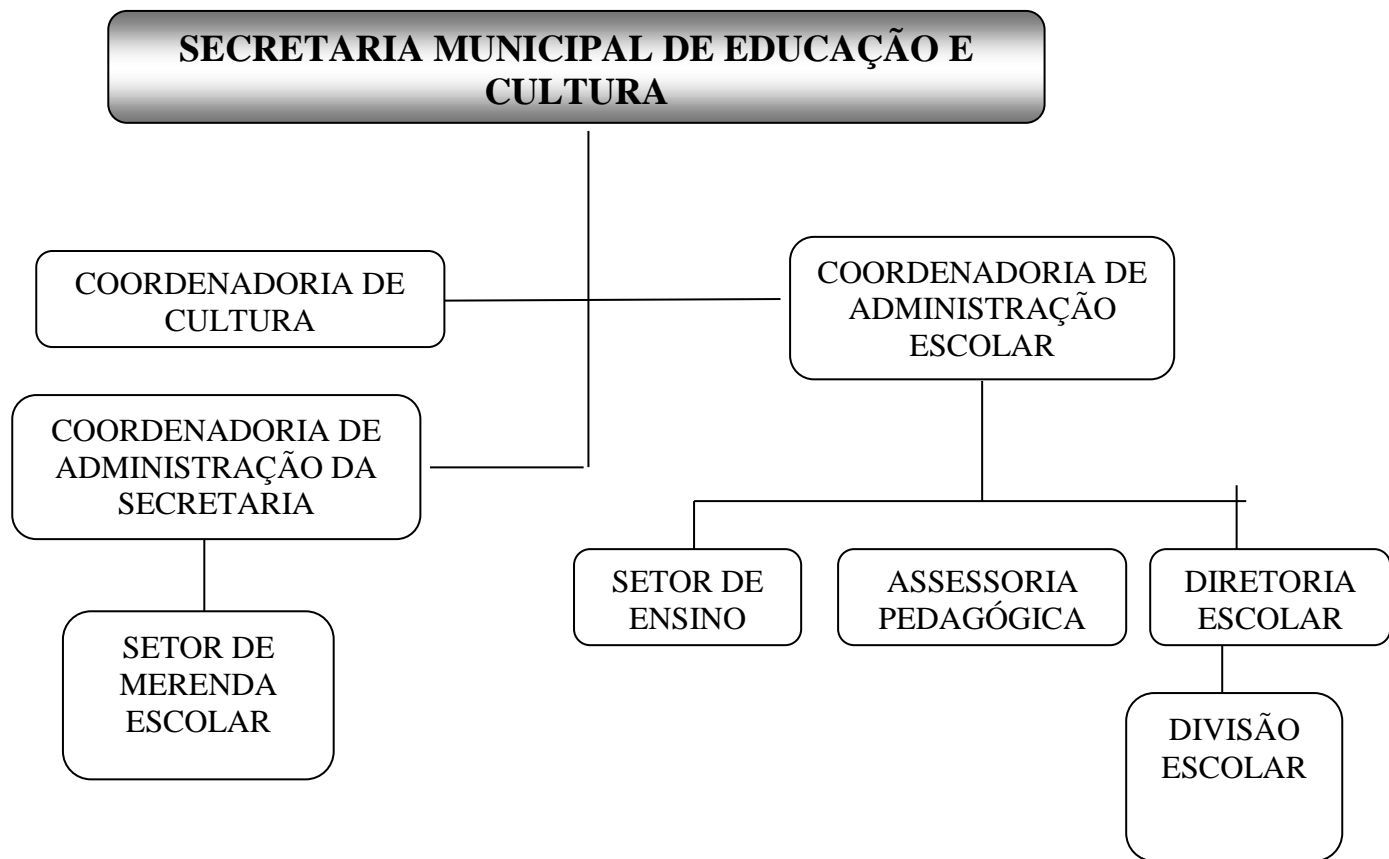 SECRETARIA MUNICIPAL DE EDUCAÇÃO E
CULTURA
COORDENADORIA DE
CULTURA
COORDENADORIA DE
ADMINISTRAÇÃO
ESCOLAR
COORDENADORIA DE
ADMINISTRAÇÃO DA
SECRETARIA
SETOR DE
MERENDA
ESCOLAR
SETOR DE
ENSINO
ASSESSORIA
PEDAGÓGICA
DIRETORIA
ESCOLAR
DIVISÃO
ESCOLAR